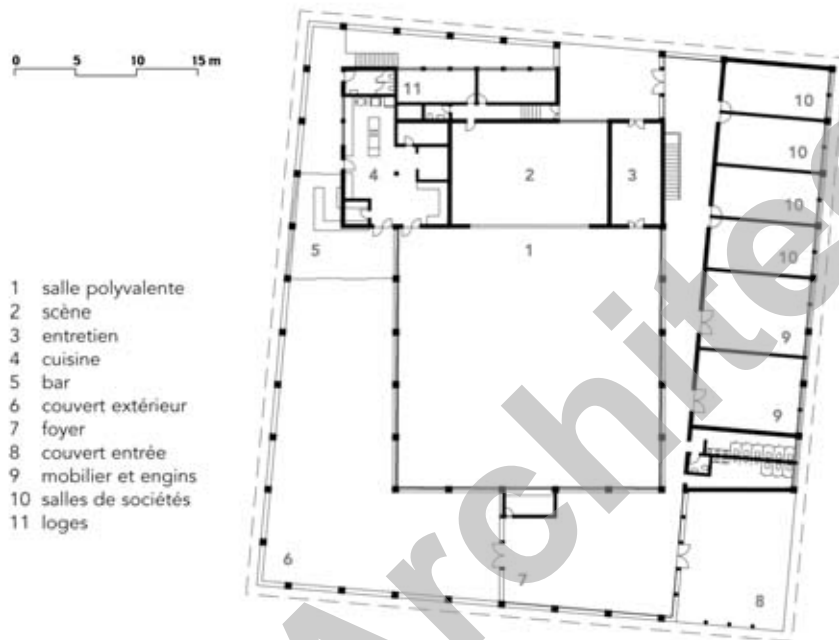 0 5 10 15 m
11
10
10
4
2
3
10
5
1
10
1 salle polyvalente
2 scène
3 entretien
4 cuisine
5 bar
6 couvert extérieur
7 foyer
8 couvert entrée
9 mobilier et engins
10 salles de sociétés
11 loges
9
9
6
7
8
Archite